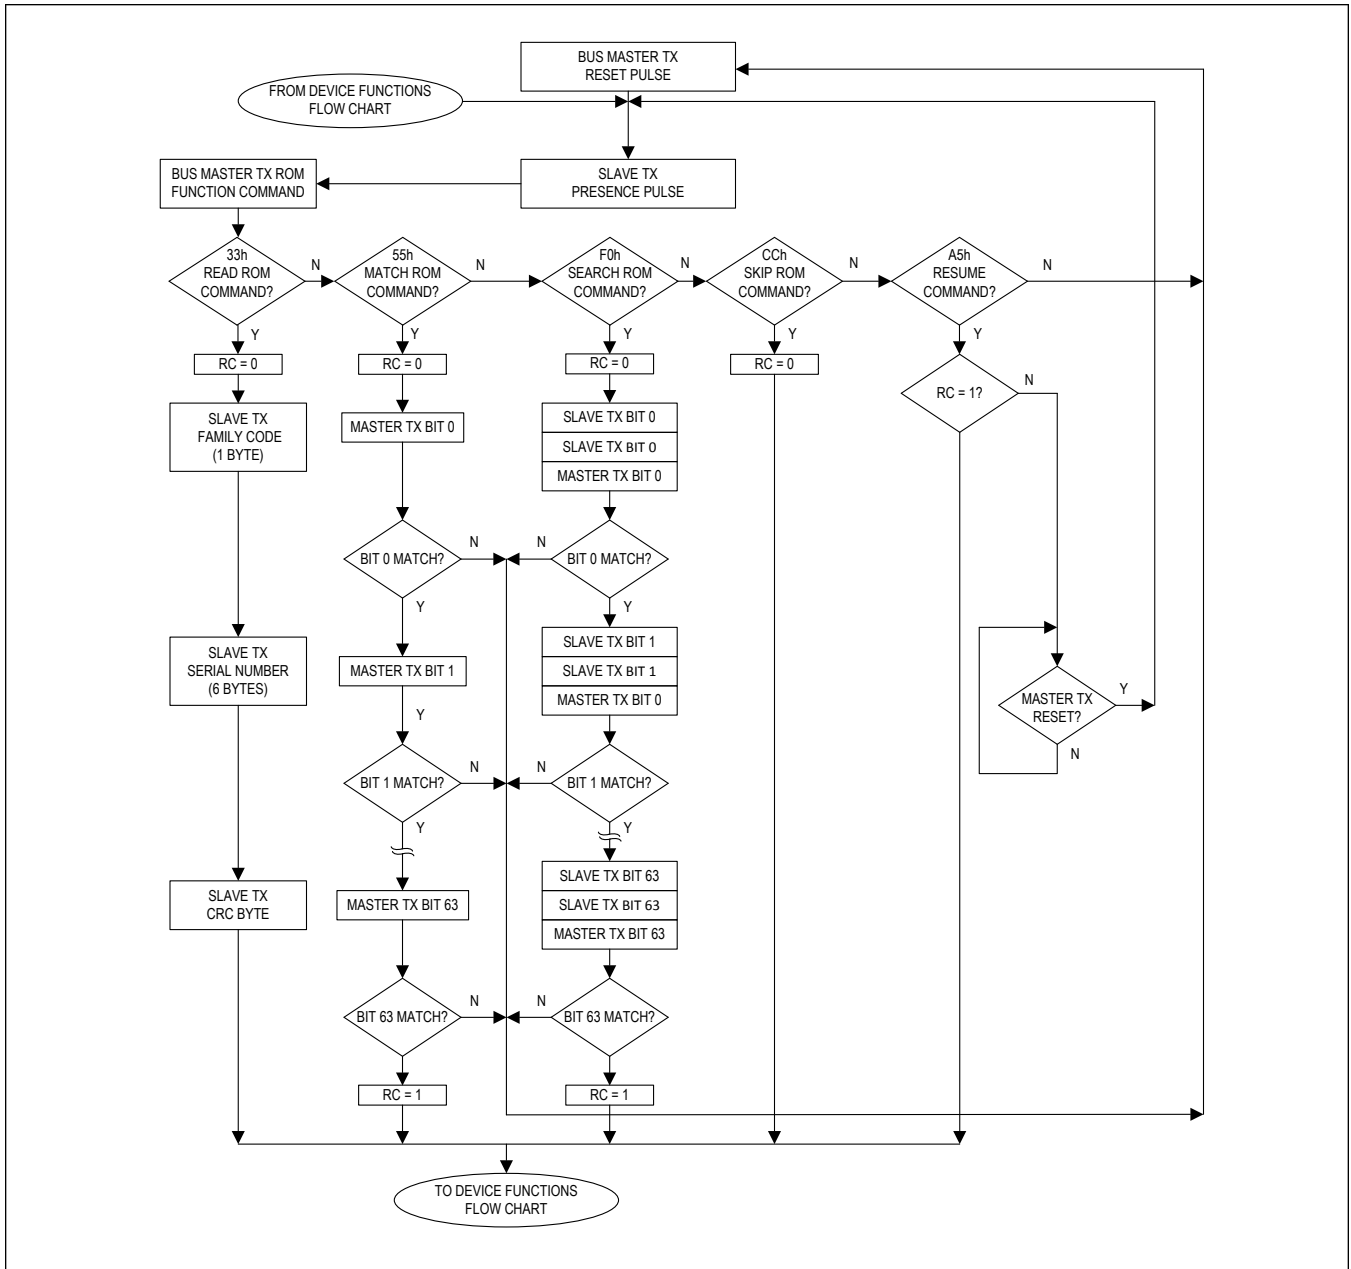 BUS MASTER TX
RESET PULSE
FROM DEVICE FUNCTIONS
FLOW CHART
BUS MASTER TX ROM
FUNCTION COMMAND
SLAVE TX
PRESENCE PULSE
33h
READ ROM
COMMAND?
N
55h
MATCH ROM
COMMAND?
N
F0h
SEARCH ROM
COMMAND?
N
CCh
SKIP ROM
COMMAND?
N
A5h
RESUME
COMMAND?
N
Y
Y
Y
Y
Y
RC = 0
RC = 0
RC = 0
RC = 0
RC = 1?
N
SLAVE TX
FAMILY CODE
(1 BYTE)
MASTER TX BIT 0
SLAVE TX BIT 0
SLAVE TX BIT 0
MASTER TX BIT 0
BIT 0 MATCH?
N
N
BIT 0 MATCH?
Y
Y
SLAVE TX
SERIAL NUMBER
(6 BYTES)
MASTER TX BIT 1
SLAVE TX BIT 1
SLAVE TX BIT 1
MASTER TX BIT 0
MASTER TX
RESET?
Y
N
Y
BIT 1 MATCH?
N
N
BIT 1 MATCH?
Y
Y
SLAVE TX
CRC BYTE
MASTER TX BIT 63
SLAVE TX BIT 63
SLAVE TX BIT 63
MASTER TX BIT 63
BIT 63 MATCH?
N
N
BIT 63 MATCH?
RC = 1
RC = 1
TO DEVICE FUNCTIONS
FLOW CHART